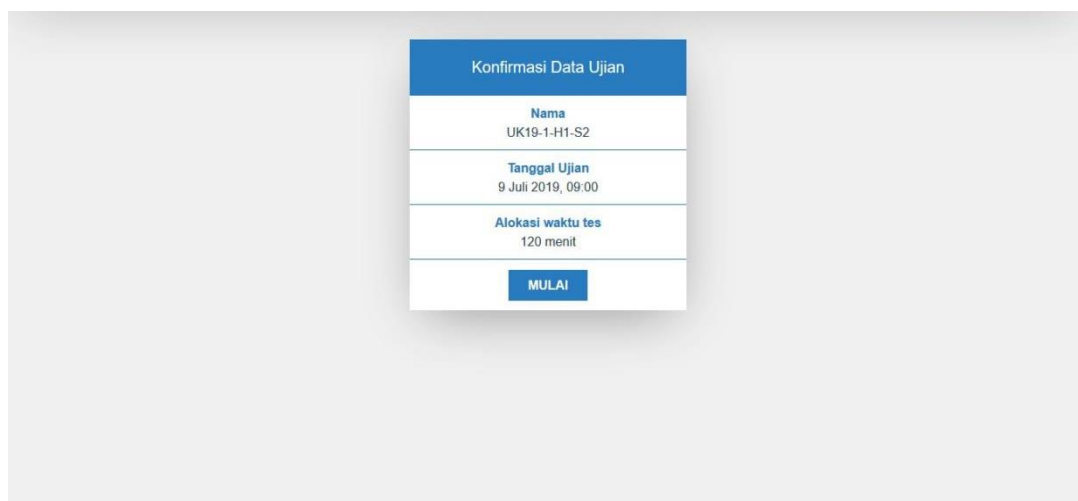 Konfirmasi Data Ujian
Nama
UK19-1-H1-S2
Tanggal Ujian
9 Juli 2019, 09:00
Alokasi waktu tes
120 menit
MULAI